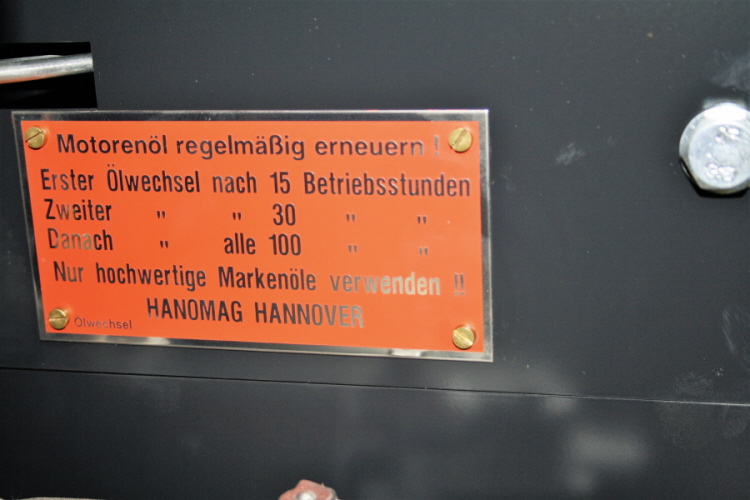 Motorenöl regelmäßig erneuern !
Erster Ölwechsel nach 15 Betriebsstunden
Zweiter " " 30 " "
Danach " alle 100 " "
Nur hochwertige Markenöle verwenden !!
HANOMAG HANNOVER
Ölwechsel